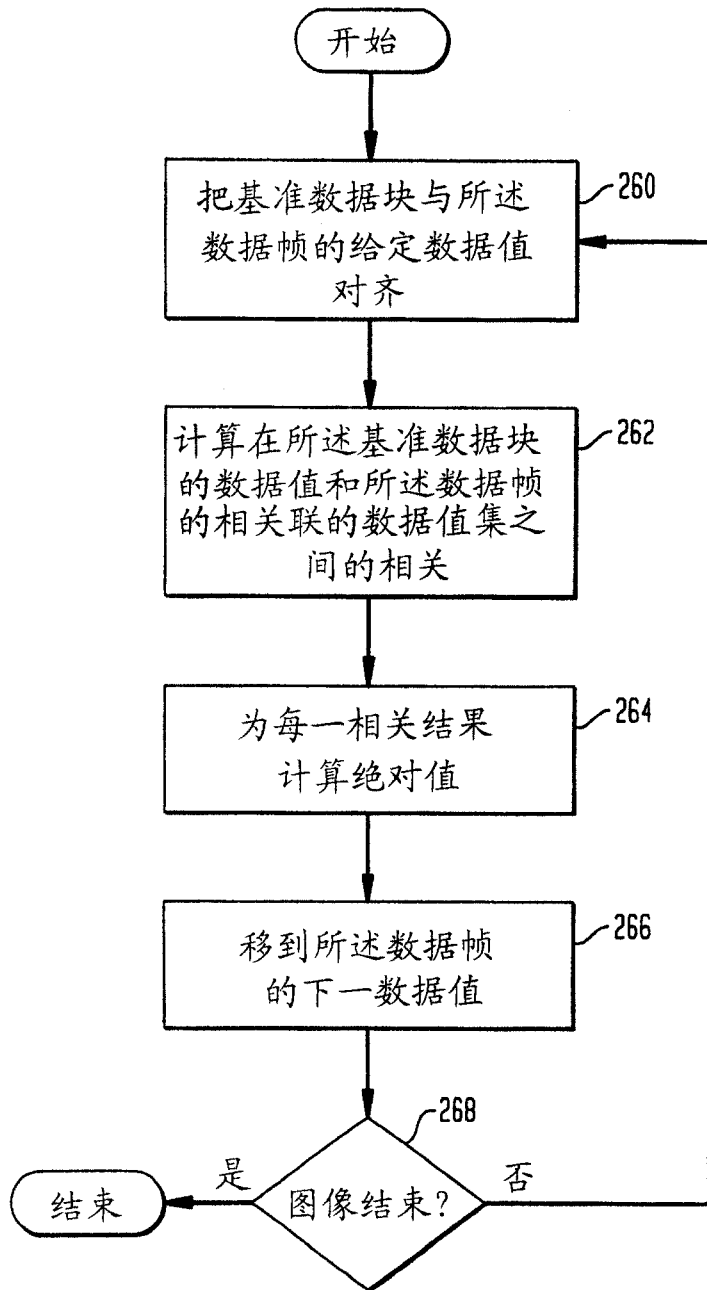 开始
260
把基准数据块与所述
数据帧的给定数据值
对齐
262
计算在所述基准数据块
的数据值和所述数据帧
的相关联的数据值集之
间的相关
264
为每一相关结果
计算绝对值
266
移到所述数据帧
的下一数据值
268
是
否
结束
图像结束?